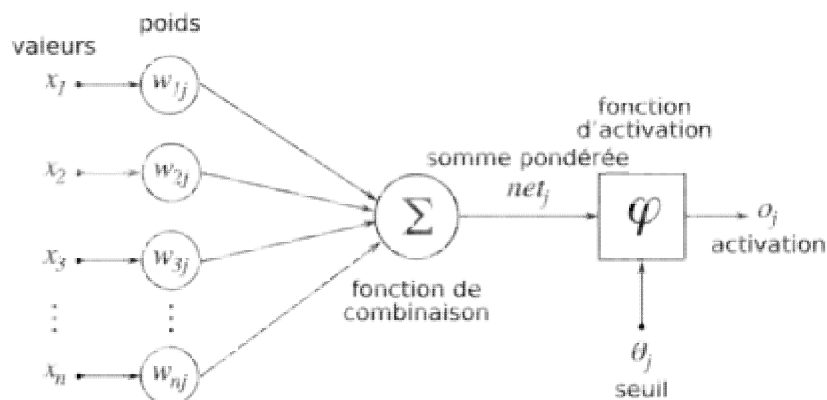 poids
vaieurs
x₁
w₁ⱼ
x₂
w₂ⱼ
x₃
w₃ⱼ
⋮ ⋮
xₙ
wₙⱼ
Σ
fonction de
combinaison
somme pondérée
netⱼ
fonction
d'activation
φ
oⱼ
activation
θⱼ
seuil